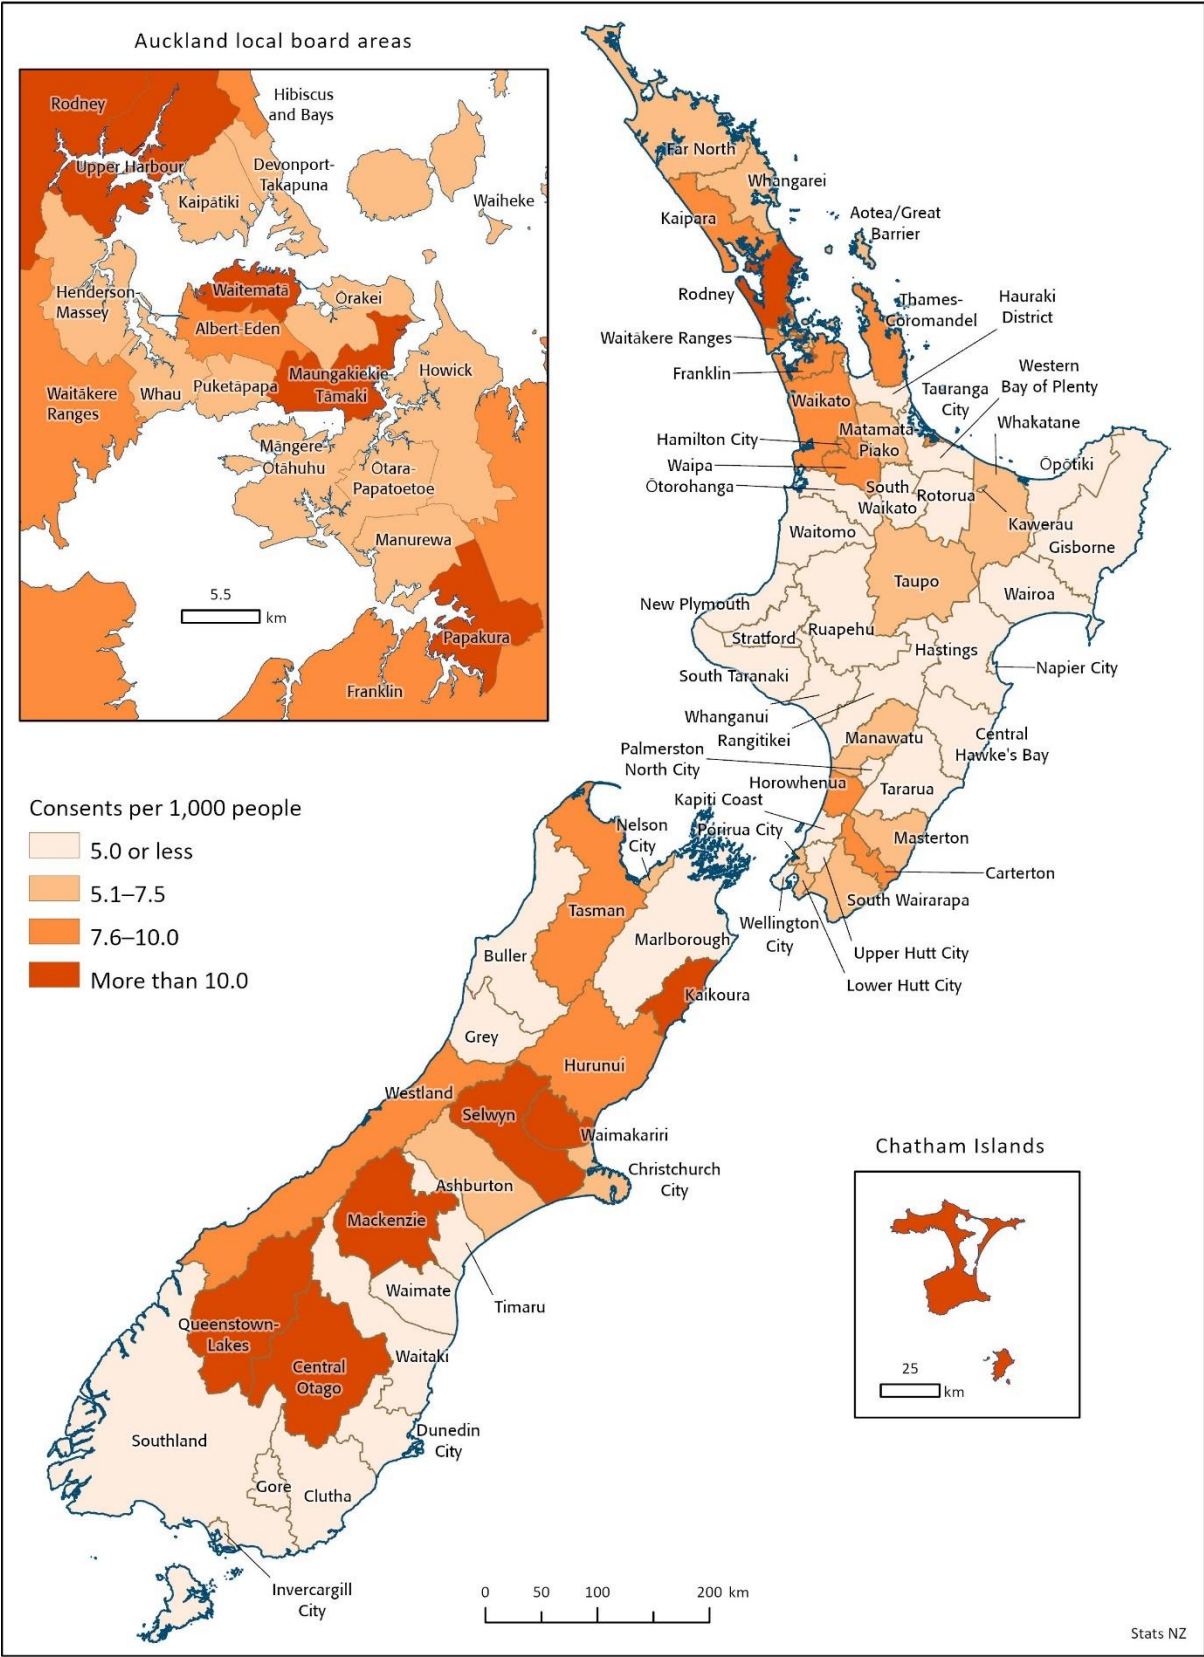 Auckland local board areas
Rodney
Hibiscus
and Bays
Upper Harbour
Devonport-
Takapuna
Kaipātiki
Waiheke
Henderson-
Massey
Waitematā
Ōrakei
Albert-Eden
Waitākere
Ranges
Whau
Puketāpapa
Maungakiekie-
Tāmaki
Howick
Māngere-
Otāhuhu
Ōtara-
Papatoetoe
Manurewa
5.5
km
Papakura
Franklin
Far North
Whangarei
Kaipara
Aotea/Great
Barrier
Rodney
Thames-
Coromandel
Hauraki
District
Waitākere Ranges
Franklin
Western
Bay of Plenty
Tauranga
City
Waikato
Whakatane
Hamilton City
Matamata-
Piako
Waipa
Ōpōtiki
Ōtorohanga
South
Waikato
Rotorua
Kawerau
Waitomo
Gisborne
Taupo
Wairoa
New Plymouth
Ruapehu
Stratford
Hastings
Napier City
South Taranaki
Whanganui
Rangitikei
Manawatu
Central
Hawke's Bay
Palmerston
North City
Horowhenua
Tararua
Kapiti Coast
Porirua City
Masterton
Carterton
South Wairarapa
Wellington
City
Upper Hutt City
Lower Hutt City
Consents per 1,000 people
5.0 or less
5.1–7.5
7.6–10.0
More than 10.0
Nelson
City
Tasman
Marlborough
Buller
Kaikoura
Grey
Hurunui
Westland
Selwyn
Waimakariri
Christchurch
City
Ashburton
Mackenzie
Waimate
Timaru
Queenstown-
Lakes
Waitaki
Central
Otago
Dunedin
City
Southland
Gore
Clutha
Invercargill
City
Chatham Islands
25
km
0 50 100 200 km
Stats NZ